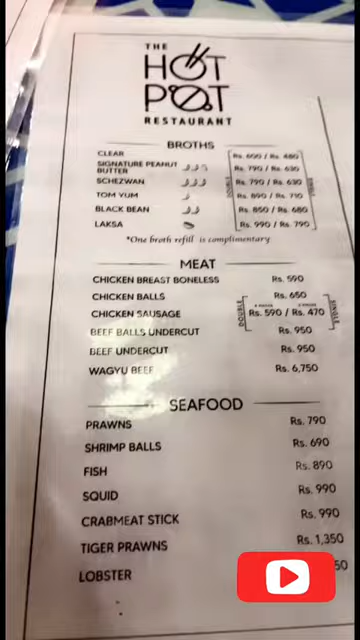 THE
HOT
POT
RESTAURANT
BROTHS
CLEAR Rs. 600 / Rs. 480
SIGNATURE PEANUT BUTTER Rs. 790 / Rs. 630
SCHEZWAN Rs. 790 / Rs. 630
TOM YUM Rs. 890 / Rs. 710
BLACK BEAN Rs. 850 / Rs. 680
LAKSA Rs. 990 / Rs. 790
DOUBLE
SINGLE
*One broth refill is complimentary
MEAT
CHICKEN BREAST BONELESS Rs. 590
CHICKEN BALLS Rs. 650
CHICKEN SAUSAGE Rs. 590 / Rs. 470
DOUBLE
SINGLE
BEEF BALLS UNDERCUT Rs. 950
BEEF UNDERCUT Rs. 950
WAGYU BEEF Rs. 6,750
SEAFOOD
PRAWNS Rs. 790
SHRIMP BALLS Rs. 690
FISH Rs. 890
SQUID Rs. 990
CRABMEAT STICK Rs. 990
TIGER PRAWNS Rs. 1,350
LOBSTER